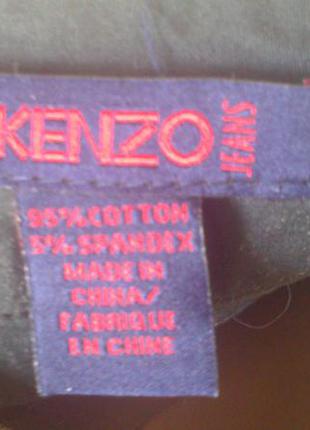 KENZO JEANS
95% COTTON
5% SPANDEX
MADE IN
CHINA/
FABRIQUE
EN CHINE